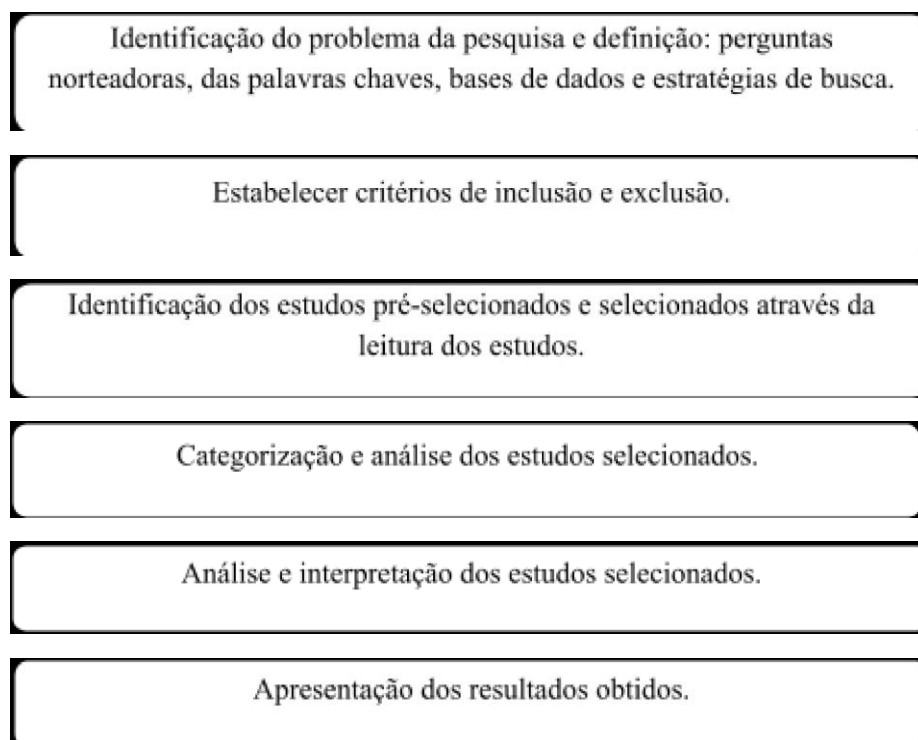 Identificação do problema da pesquisa e definição: perguntas
norteadoras, das palavras chaves, bases de dados e estratégias de busca.
Estabelecer critérios de inclusão e exclusão.
Identificação dos estudos pré-selecionados e selecionados através da
leitura dos estudos.
Categorização e análise dos estudos selecionados.
Análise e interpretação dos estudos selecionados.
Apresentação dos resultados obtidos.